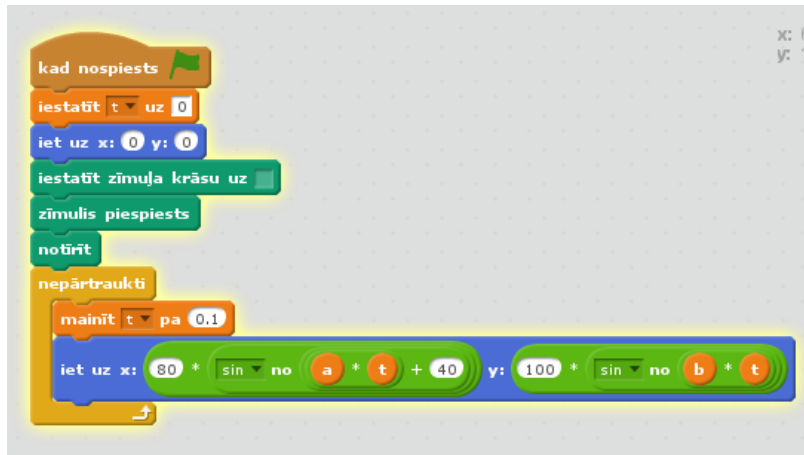 x:
y:
kad nospiests
iestatīt t uz 0
iet uz x: 0 y: 0
iestatīt zīmuļa krāsu uz
zīmulis piespiests
notīrīt
nepārtraukti
mainīt t pa 0.1
iet uz x: 80 * sin no a * t + 40 y: 100 * sin no b * t